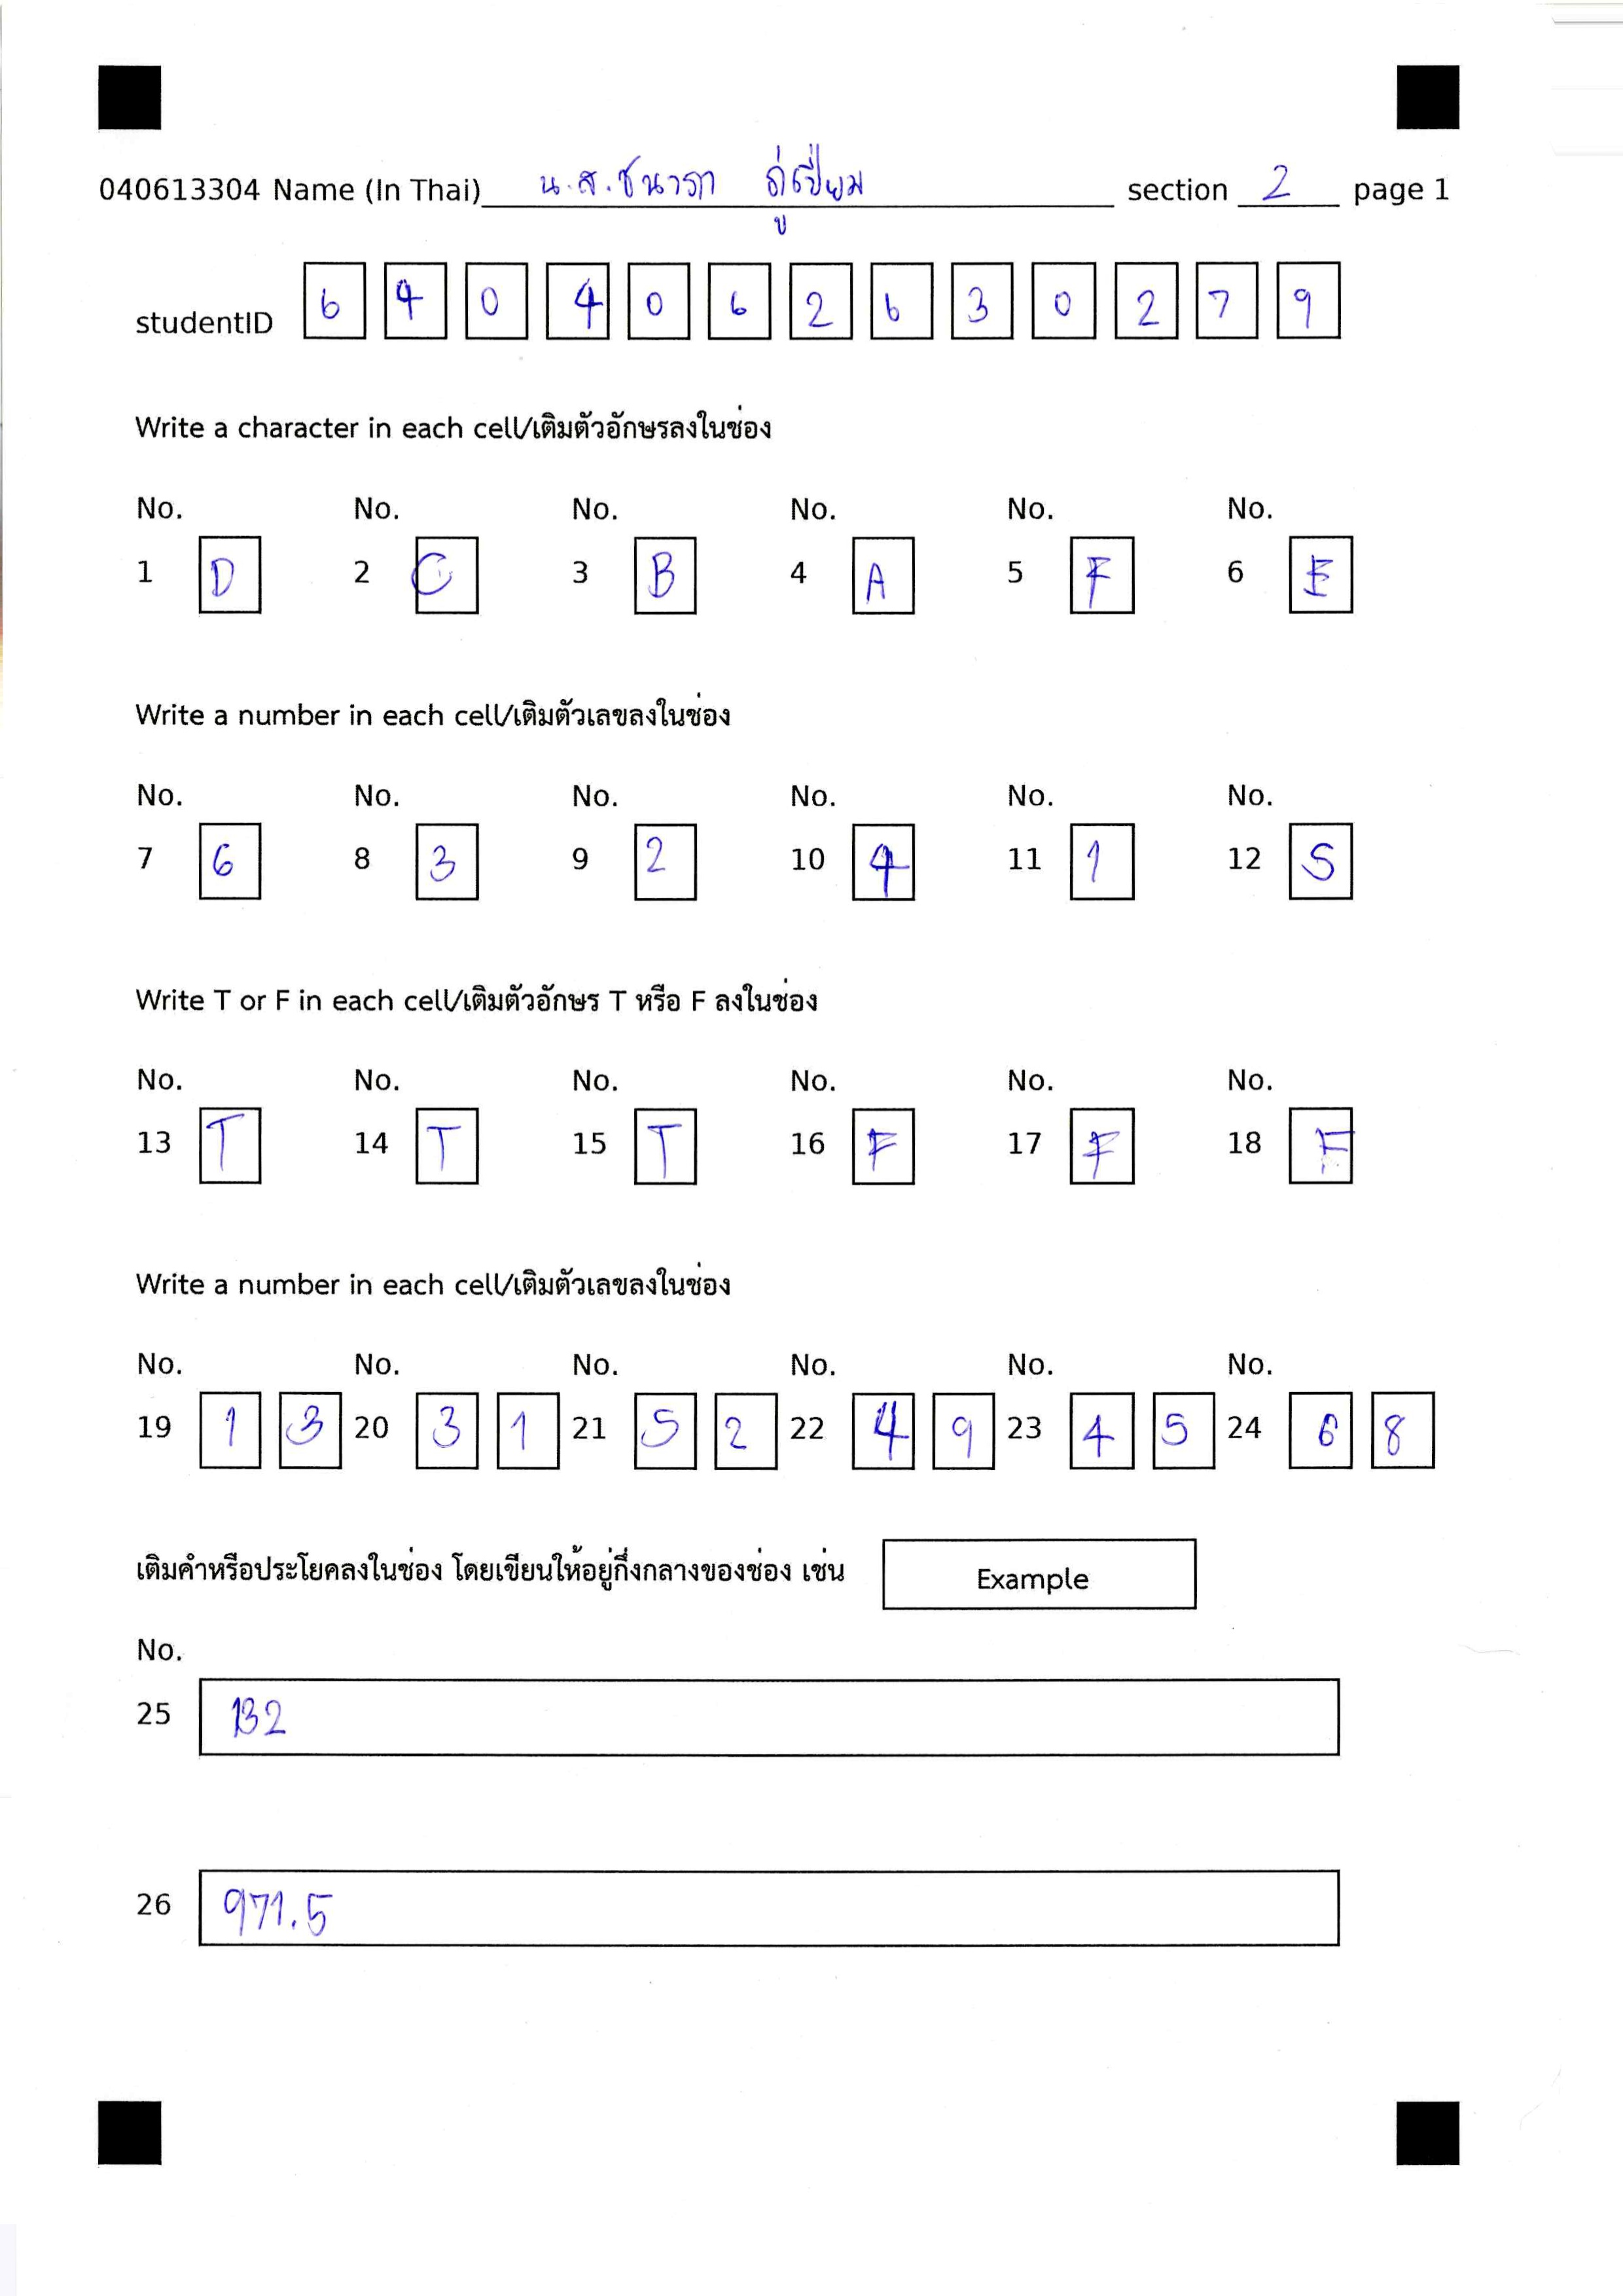 040613304 Name (In Thai) น.ส.ชนาภา section 2 page 1
studentID 6 4 0 4 0 6 2 6 3 0 2 7 9
Write a character in each cell/เติมตัวอักษรลงในช่อง
No. No. No. No. No. No.
1 D 2 C 3 B 4 A 5 F 6 E
Write a number in each cell/เติมตัวเลขลงในช่อง
No. No. No. No. No. No.
7 6 8 3 9 2 10 4 11 1 12 5
Write T or F in each cell/เติมตัวอักษร T หรือ F ลงในช่อง
No. No. No. No. No. No.
13 T 14 T 15 T 16 F 17 F 18 F
Write a number in each cell/เติมตัวเลขลงในช่อง
No. No. No. No. No. No.
19 1 3 20 3 1 21 5 2 22 4 9 23 4 5 24 6 8
เติมคำหรือประโยคลงในช่อง โดยเขียนให้อยู่กึ่งกลางของช่อง เช่น Example
No.
25 132
26 971.5